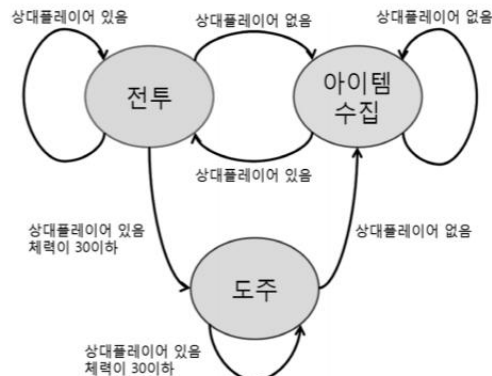 상대플레이어 있음
상대플레이어 없음
상대플레이어 없음
전투
아이템
수집
상대플레이어 있음
상대플레이어 있음
체력이 30이하
상대플레이어 없음
도주
상대플레이어 있음
체력이 30이하